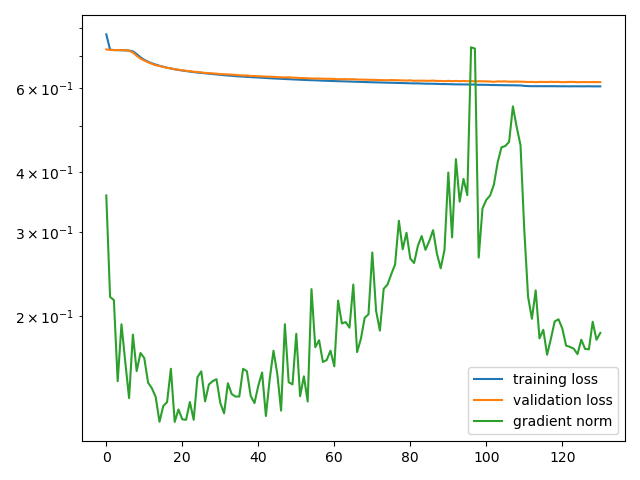 6 × 10⁻¹
4 × 10⁻¹
3 × 10⁻¹
2 × 10⁻¹
0 20 40 60 80 100 120
training loss
validation loss
gradient norm